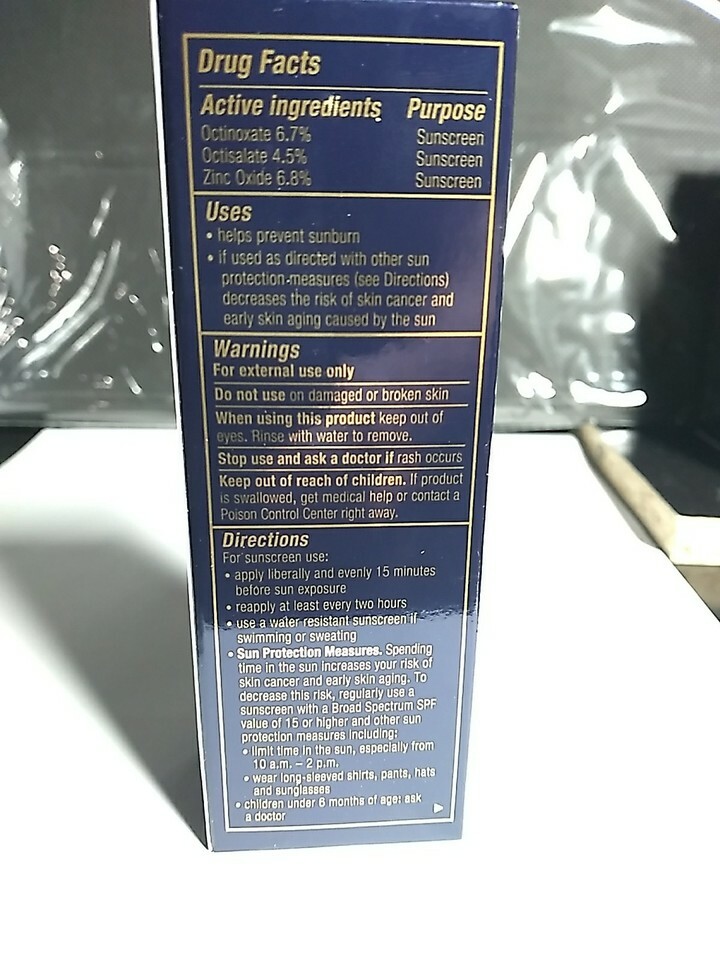 Drug Facts
Active ingredients Purpose
Octinoxate 6.7% Sunscreen
Octisalate 4.5% Sunscreen
Zinc Oxide 6.8% Sunscreen
Uses
• helps prevent sunburn
• if used as directed with other sun
protection measures (see Directions)
decreases the risk of skin cancer and
early skin aging caused by the sun
Warnings
For external use only
Do not use on damaged or broken skin
When using this product keep out of
eyes. Rinse with water to remove.
Stop use and ask a doctor if rash occurs
Keep out of reach of children. If product
is swallowed, get medical help or contact a
Poison Control Center right away.
Directions
For sunscreen use:
• apply liberally and evenly 15 minutes
before sun exposure
• reapply at least every two hours
• use a water resistant sunscreen if
swimming or sweating
• Sun Protection Measures. Spending
time in the sun increases your risk of
skin cancer and early skin aging. To
decrease this risk, regularly use a
sunscreen with a Broad Spectrum SPF
value of 15 or higher and other sun
protection measures including:
• limit time in the sun, especially from
10 a.m. – 2 p.m.
• wear long-sleeved shirts, pants, hats
and sunglasses
• children under 6 months of age: ask
a doctor